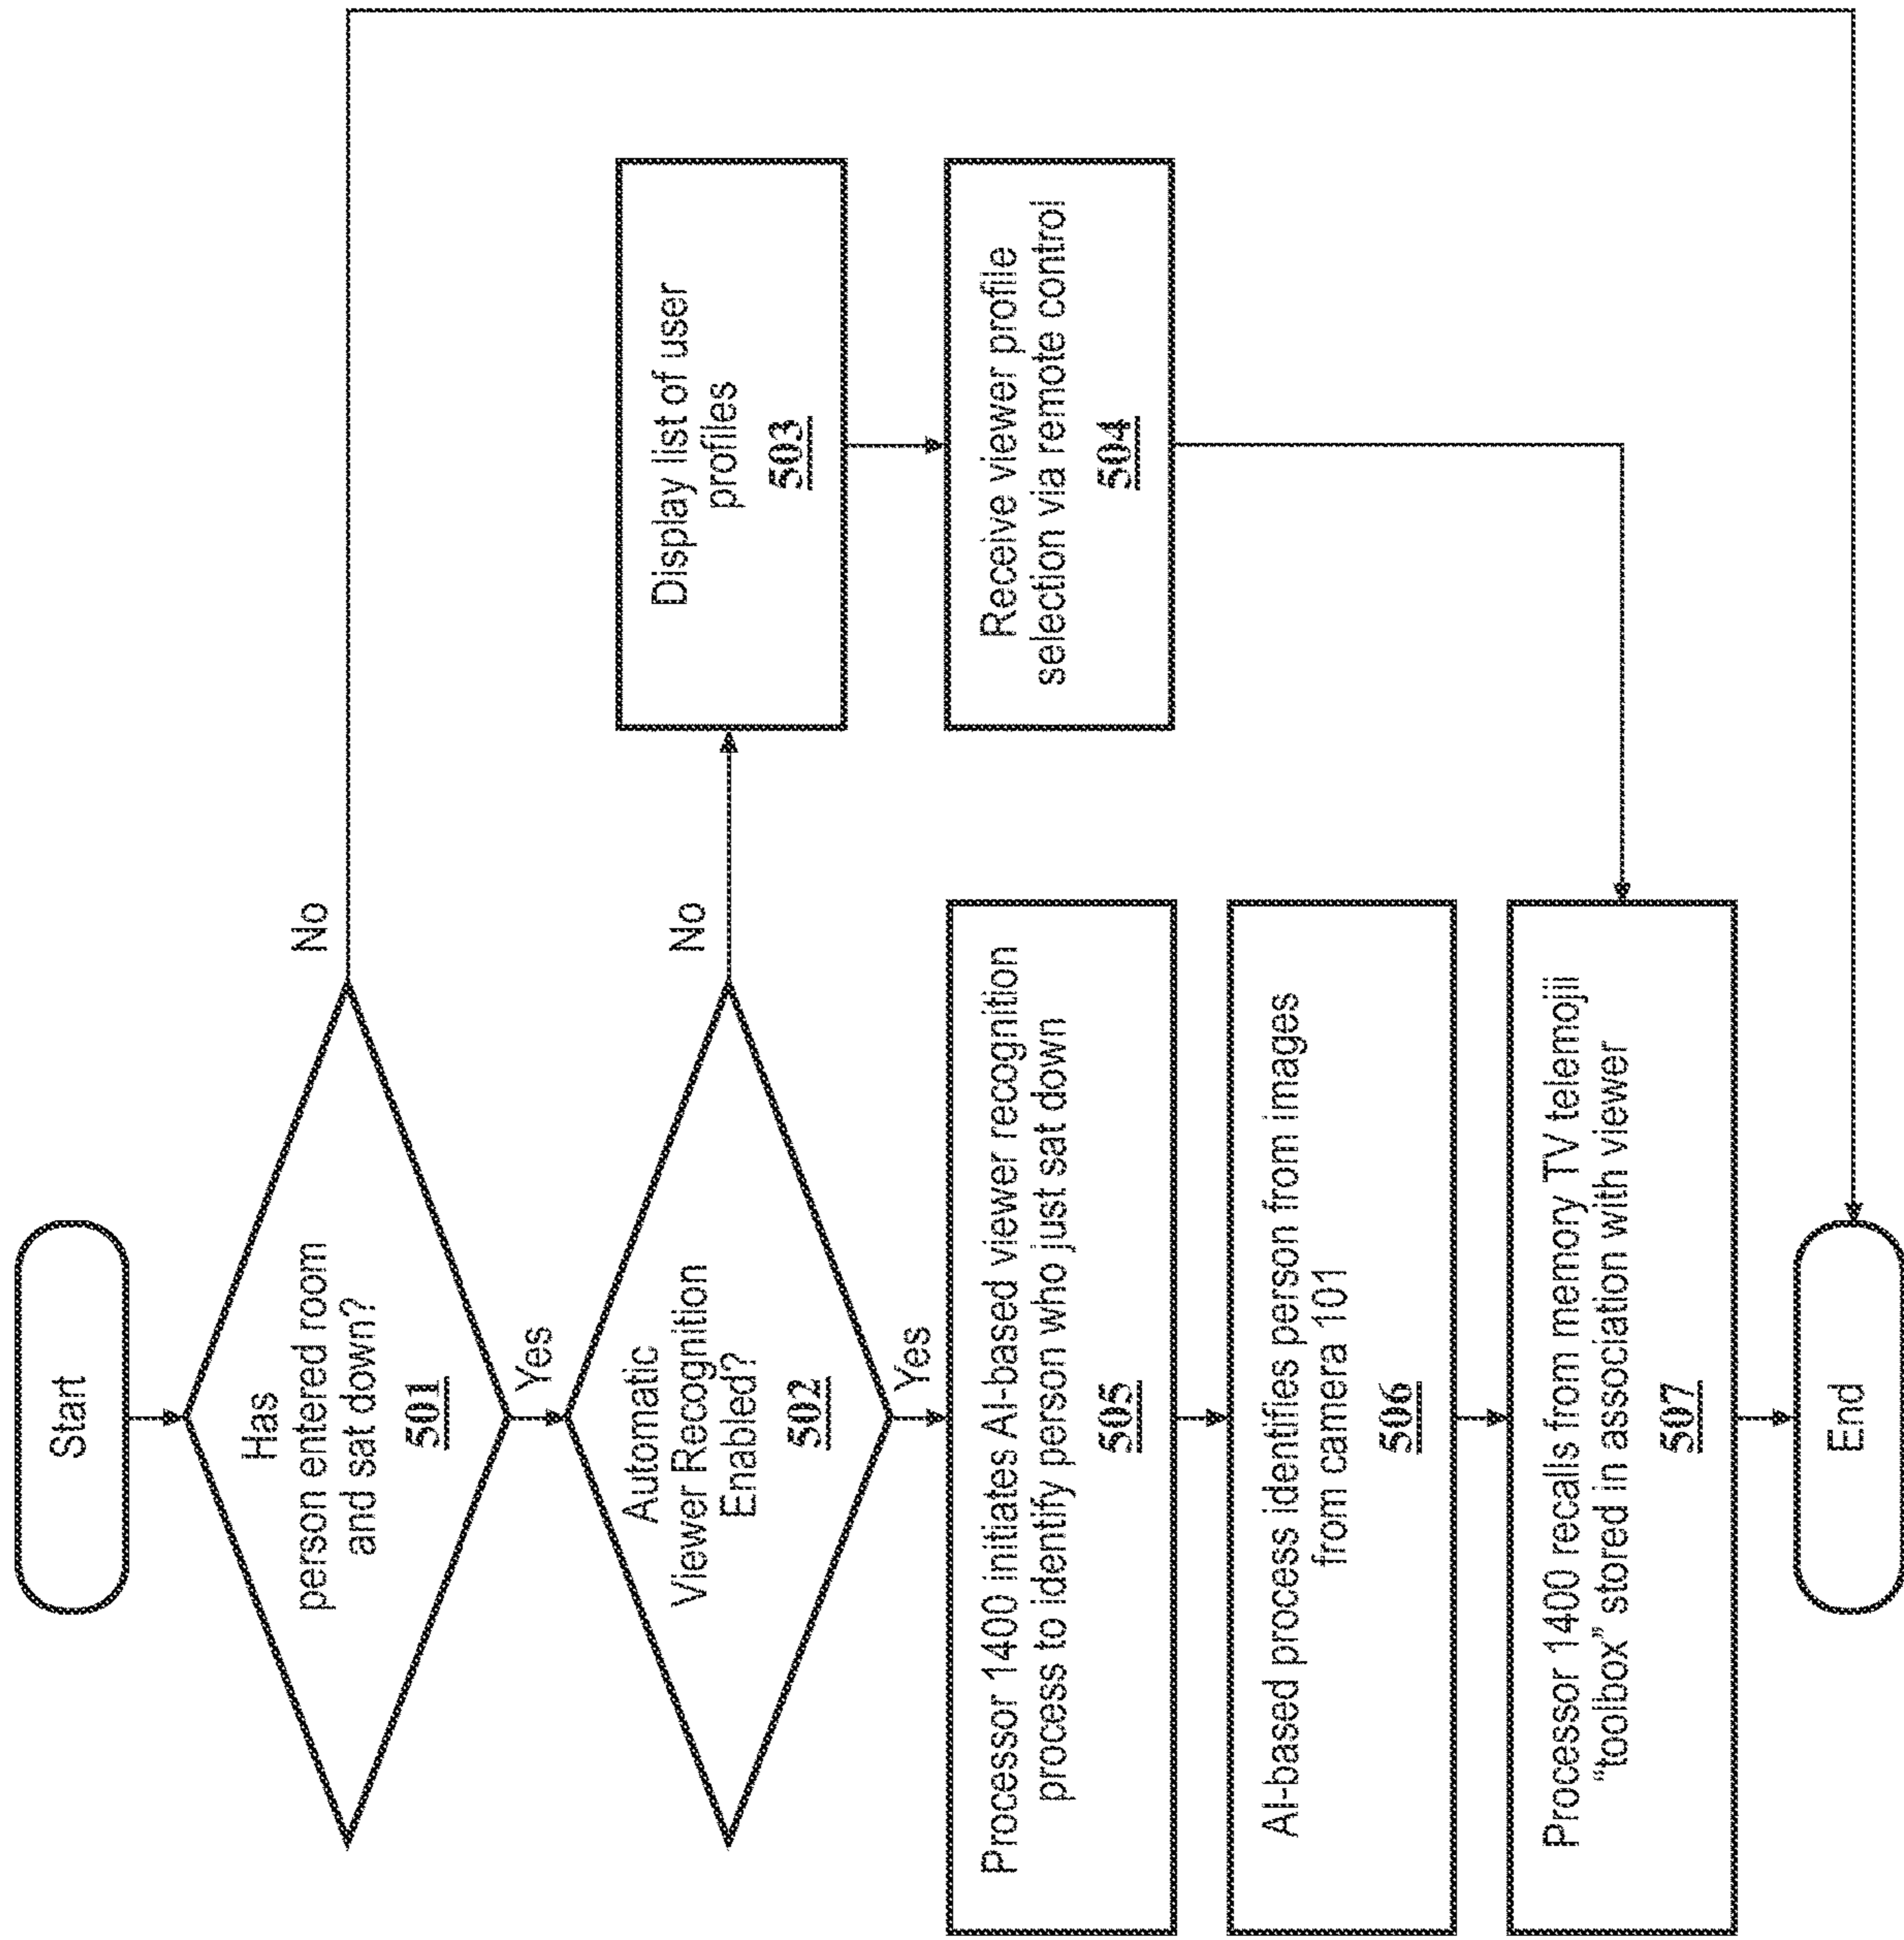 Start
Has
person entered room
and sat down?
501
No
Yes
Automatic
Viewer Recognition
Enabled?
502
No
Yes
Display list of user
profiles
503
Receive viewer profile
selection via remote control
504
Processor 1400 initiates AI-based viewer recognition
process to identify person who just sat down
505
AI-based process identifies person from images
from camera 101
506
Processor 1400 recalls from memory TV telemojii
“toolbox” stored in association with viewer
507
End